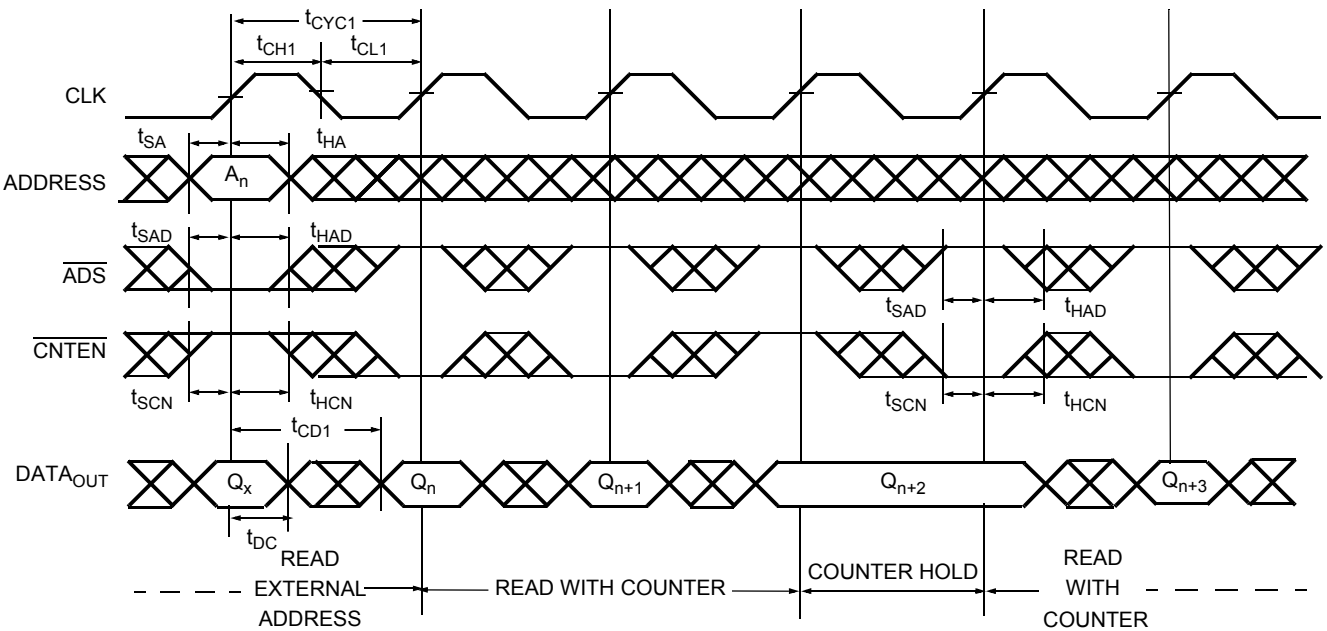 tCYC1
tCH1
tCL1
CLK
tSA
tHA
ADDRESS
An
tSAD
tHAD
ADS
tSAD
tHAD
CNTEN
tSCN
tHCN
tSCN
tHCN
tCD1
DATAOUT
Qx
Qn
Qn+1
Qn+2
Qn+3
tDC
READ
EXTERNAL
ADDRESS
READ WITH COUNTER
COUNTER HOLD
READ
WITH
COUNTER